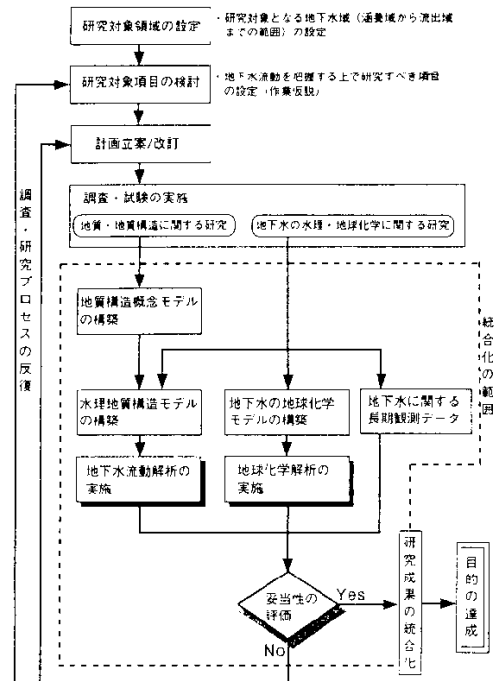 研究対象領域の設定
・研究対象となる地下水域（涵養域から流出域
までの範囲）の設定
研究対象項目の検討
・地下水流動を把握する上で研究すべき項目
の設定（作業仮説）
計画立案/改訂
調査・試験の実施
地質・地質構造に関する研究
地下水の水理・地球化学に関する研究
調査・研究プロセスの反復
統合化の範囲
地質構造概念モデル
の構築
水理地質構造モデル
の構築
地下水の地球化学
モデルの構築
地下水に関する
長期観測データ
地下水流動解析の
実施
地球化学解析の
実施
妥当性の
評価
Yes
No
研究成果の統合化
目的の達成